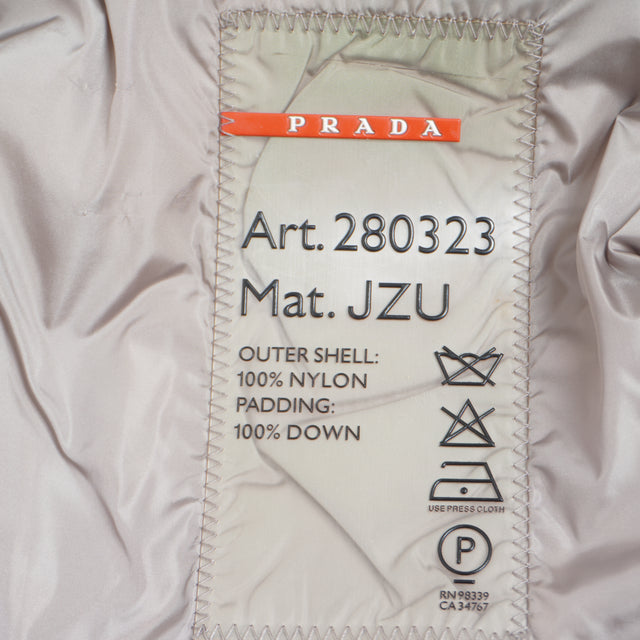 PRADA
Art. 280323
Mat. JZU
OUTER SHELL:
100% NYLON
PADDING:
100% DOWN
USE PRESS CLOTH
P
RN 98339
CA 34767